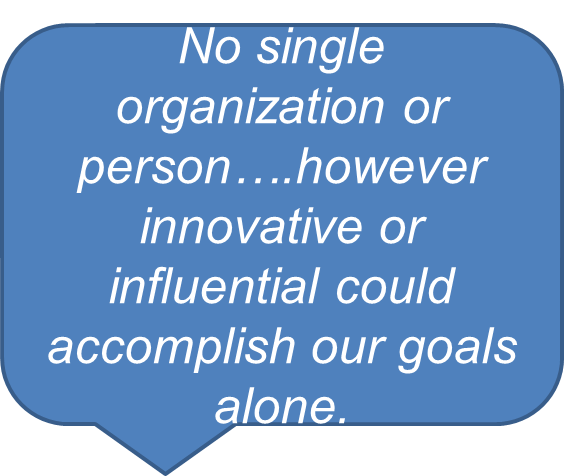 No single
organization or
person….however
innovative or
influential could
accomplish our goals
alone.